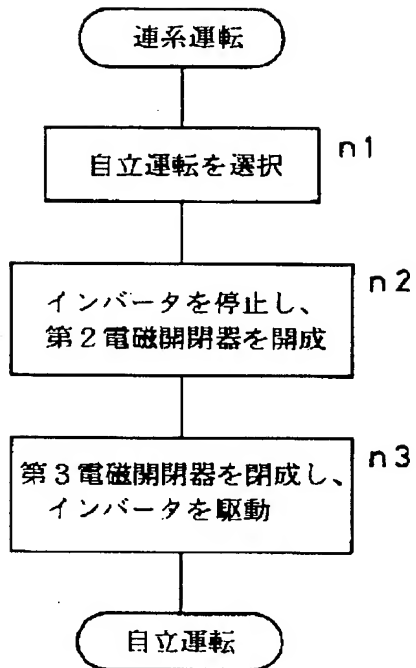 連系運転
自立運転を選択
n1
インバータを停止し、
第2電磁開閉器を開成
n2
第3電磁開閉器を閉成し、
インバータを駆動
n3
自立運転